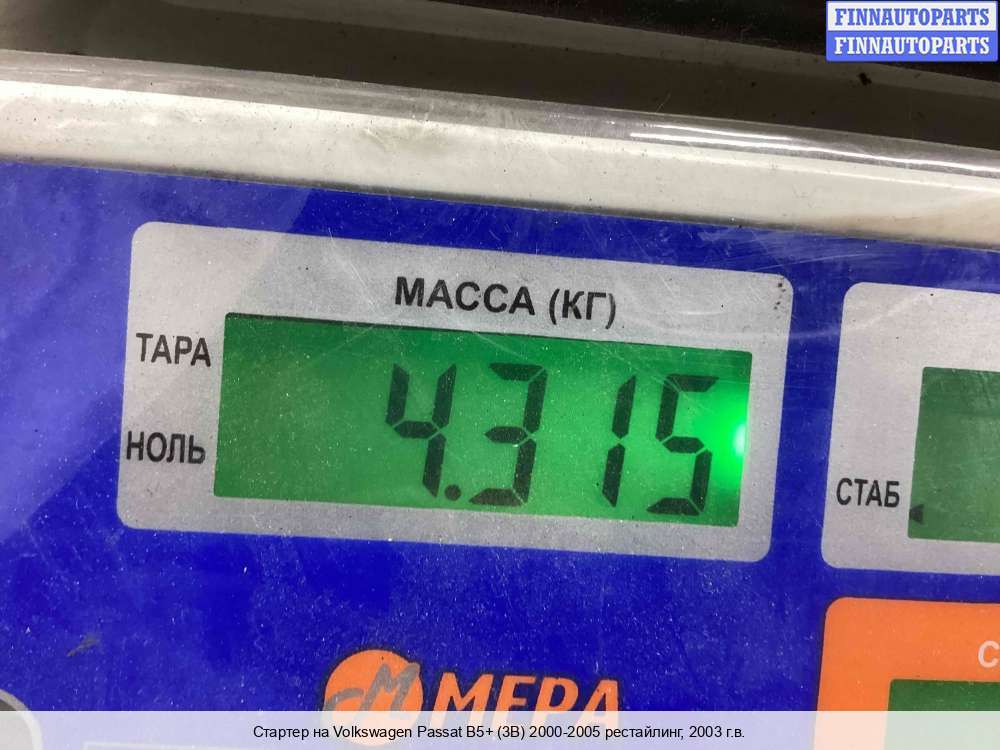 FINNAUTOPARTS
FINNAUTOPARTS
МАССА (КГ)
ТАРА
4.315
НОЛЬ
СТАБ
С
МЕРА
Стартер на Volkswagen Passat B5+ (3B) 2000-2005 рестайлинг, 2003 г.в.